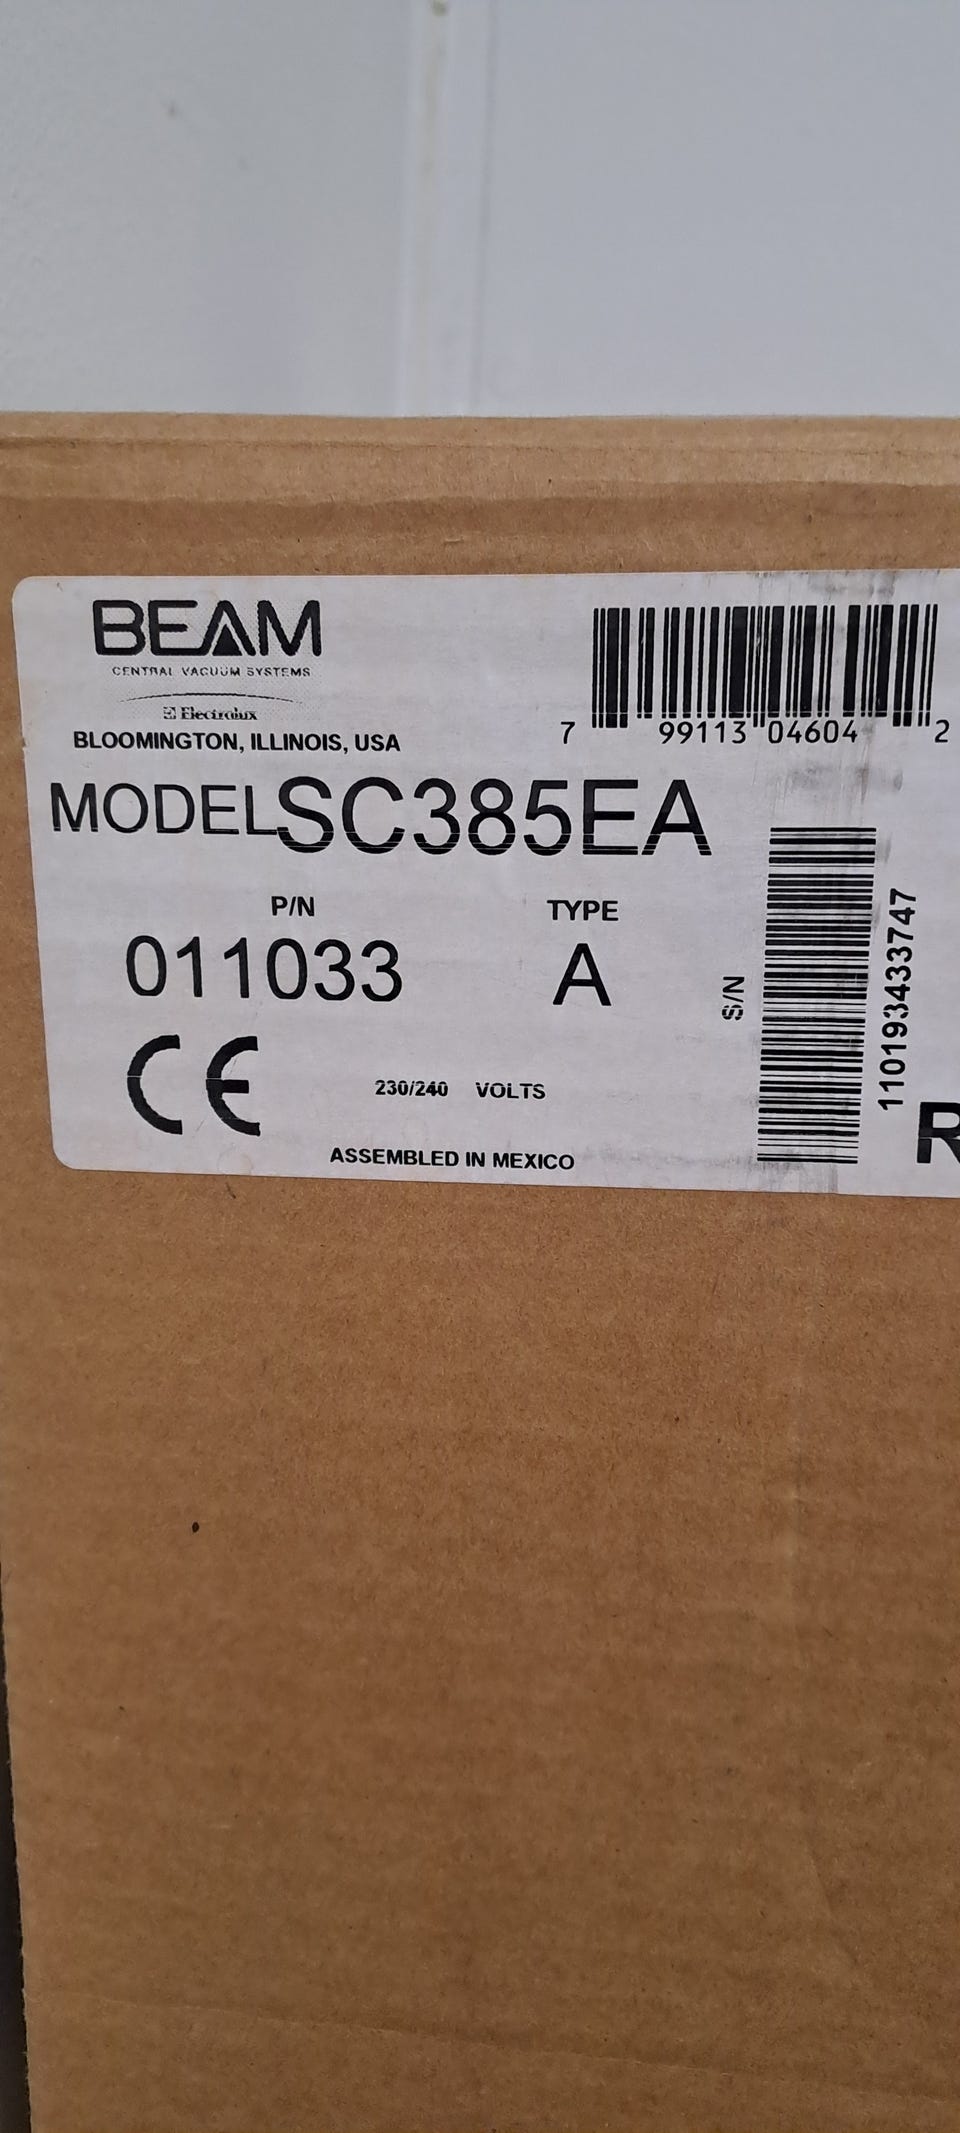 BEAM
CENTRAL VACUUM SYSTEMS
Electrolux
BLOOMINGTON, ILLINOIS, USA
7 99113 04604 2
MODEL SC385EA
P/N
011033
TYPE
A
S/N
110193433747
CE
230/240 VOLTS
R
ASSEMBLED IN MEXICO